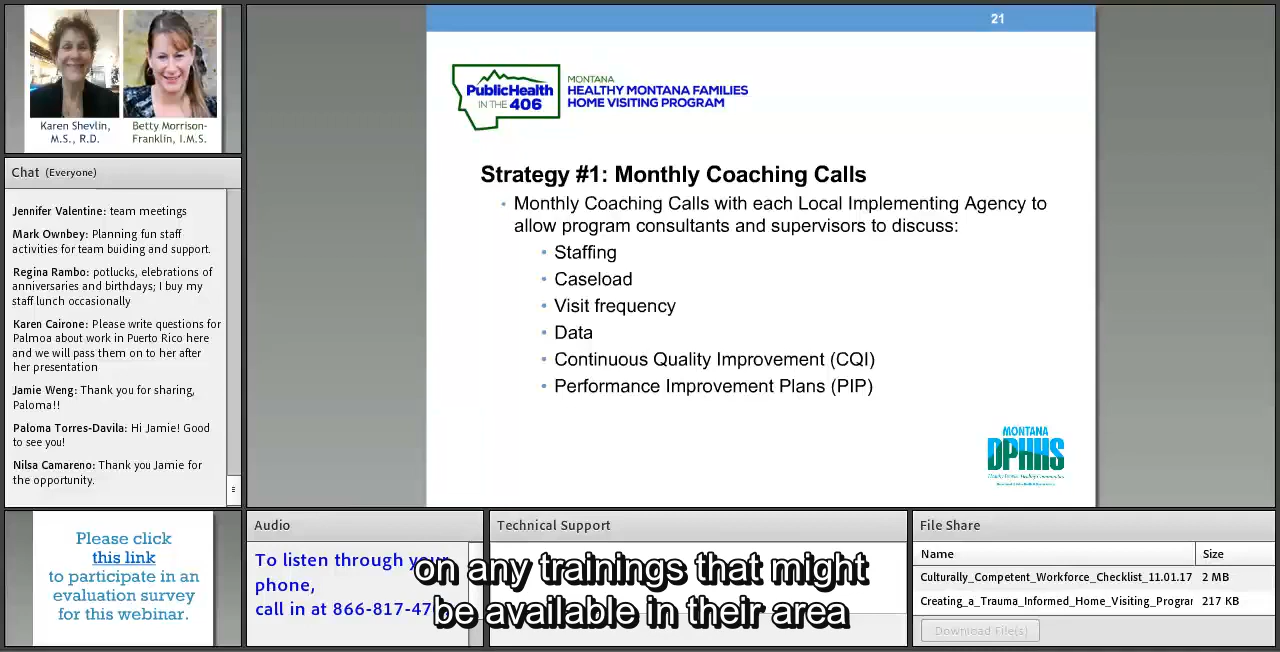 Karen Shevlin,
M.S., R.D.
Betty Morrison-
Franklin, I.M.S.
Chat (Everyone)
Jennifer Valentine: team meetings
Mark Ownbey: Planning fun staff
activities for team buiding and support.
Regina Rambo: potlucks, elebrations of
anniversaries and birthdays; I buy my
staff lunch occasionally
Karen Cairone: Please write questions for
Palmoa about work in Puerto Rico here
and we will pass them on to her after
her presentation
Jamie Weng: Thank you for sharing,
Paloma!!
Paloma Torres-Davila: Hi Jamie! Good
to see you!
Nilsa Camareno: Thank you Jamie for
the opportunity.
Please click
this link
to participate in an
evaluation survey
for this webinar.
21
PublicHealth
IN THE 406
MONTANA
HEALTHY MONTANA FAMILIES
HOME VISITING PROGRAM
Strategy #1: Monthly Coaching Calls
• Monthly Coaching Calls with each Local Implementing Agency to
allow program consultants and supervisors to discuss:
• Staffing
• Caseload
• Visit frequency
• Data
• Continuous Quality Improvement (CQI)
• Performance Improvement Plans (PIP)
MONTANA
DPHHS
Audio
To listen through your
phone,
call in at 866-817-47
Technical Support
on any trainings that might
be available in their area
File Share
Name Size
Culturally_Competent_Workforce_Checklist_11.01.17 2 MB
Creating_a_Trauma_Informed_Home_Visiting_Prograr 217 KB
Download File(s)